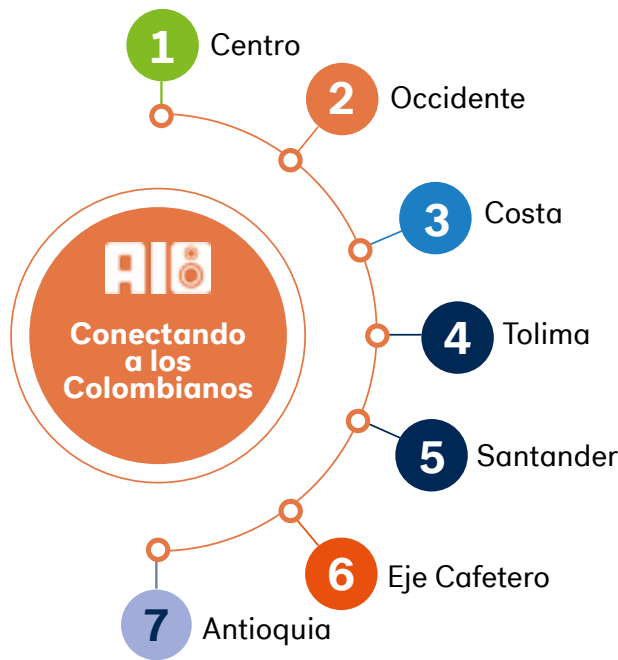 1
Centro
2
Occidente
3
Costa
Conectando
a los
Colombianos
4
Tolima
5
Santander
6
Eje Cafetero
7
Antioquia